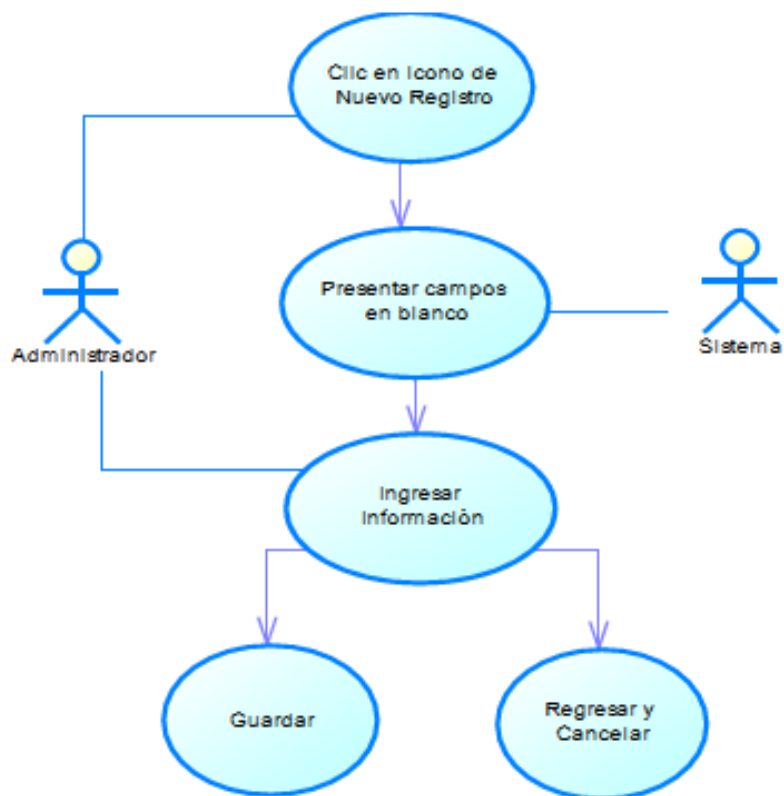 Clic en icono de
Nuevo Registro
Presentar campos
en blanco
Administrador
Sistema
Ingresar
Información
Guardar
Regresar y
Cancelar